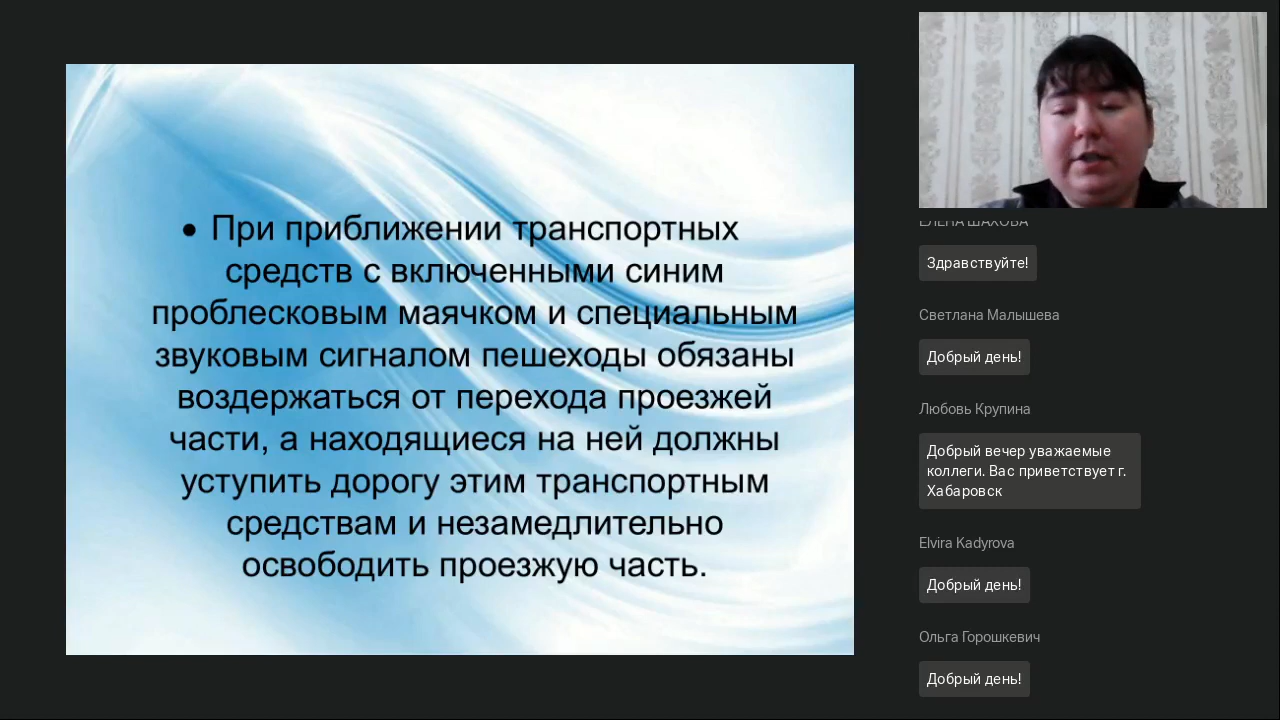 • При приближении транспортных
средств с включенными синим
проблесковым маячком и специальным
звуковым сигналом пешеходы обязаны
воздержаться от перехода проезжей
части, а находящиеся на ней должны
уступить дорогу этим транспортным
средствам и незамедлительно
освободить проезжую часть.
ЕЛЕНА ШАХОВА
Здравствуйте!
Светлана Малышева
Добрый день!
Любовь Крупина
Добрый вечер уважаемые
коллеги. Вас приветствует г.
Хабаровск
Elvira Kadyrova
Добрый день!
Ольга Горошкевич
Добрый день!